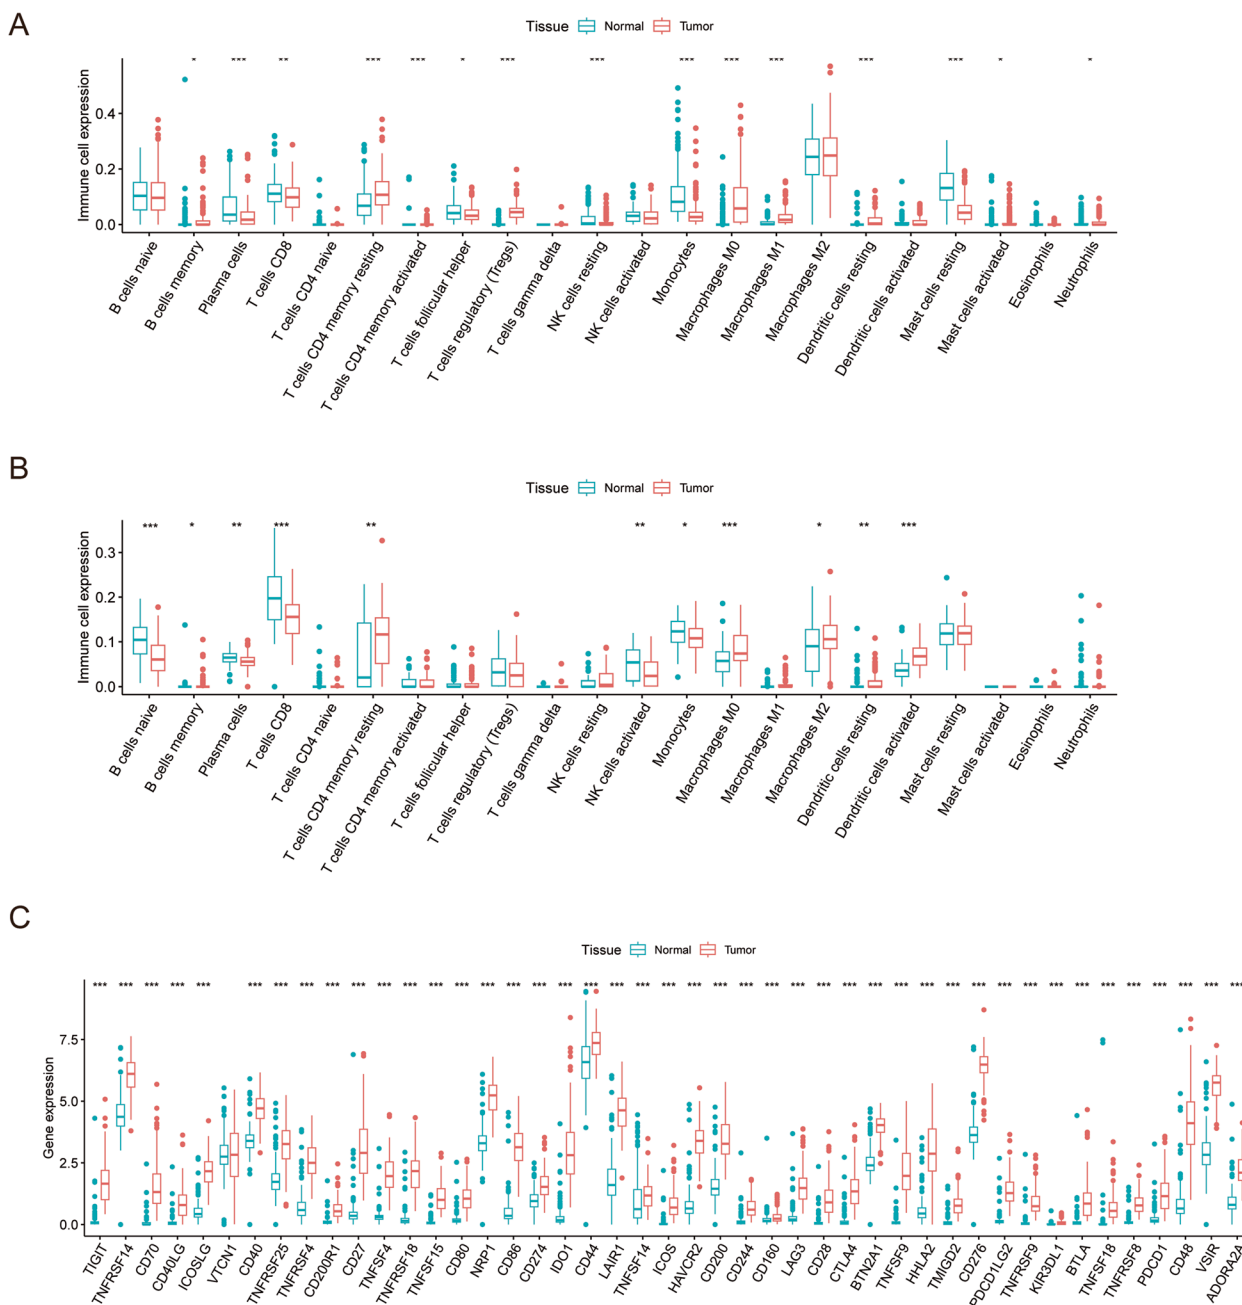 A
Tissue Normal Tumor
* *** ** *** *** * *** *** *** *** *** *** *** * *
Immune cell expression
0.4
0.2
0.0
B cells naive
B cells memory
Plasma cells
T cells CD8
T cells CD4 naive
T cells CD4 memory resting
T cells CD4 memory activated
T cells follicular helper
T cells regulatory (Tregs)
T cells gamma delta
NK cells resting
NK cells activated
Monocytes
Macrophages M0
Macrophages M1
Macrophages M2
Dendritic cells resting
Dendritic cells activated
Mast cells resting
Mast cells activated
Eosinophils
Neutrophils
B
Tissue Normal Tumor
*** * ** *** ** ** * *** * ** ***
Immune cell expression
0.3
0.2
0.1
0.0
B cells naive
B cells memory
Plasma cells
T cells CD8
T cells CD4 naive
T cells CD4 memory resting
T cells CD4 memory activated
T cells follicular helper
T cells regulatory (Tregs)
T cells gamma delta
NK cells resting
NK cells activated
Monocytes
Macrophages M0
Macrophages M1
Macrophages M2
Dendritic cells resting
Dendritic cells activated
Mast cells resting
Mast cells activated
Eosinophils
Neutrophils
C
Tissue Normal Tumor
*** *** *** *** *** *** *** *** *** *** *** *** *** *** *** *** *** *** *** *** *** *** *** *** *** *** *** *** *** *** *** *** *** *** *** *** *** *** *** *** *** *** *** ***
Gene expression
7.5
5.0
2.5
0.0
TIGIT
TNFRSF14
CD70
CD40LG
ICOSLG
VTCN1
CD40
TNFRSF25
TNFRSF4
CD200R1
CD27
TNFSF4
TNFRSF18
TNFSF15
CD80
NRP1
CD86
CD274
IDO1
CD44
LAIR1
TNFSF14
ICOS
HAVCR2
CD200
CD244
CD160
LAG3
CD28
CTLA4
BTN2A1
TNFSF9
HHLA2
TMIGD2
CD276
PDCD1LG2
TNFRSF9
KIR3DL1
BTLA
TNFSF18
TNFRSF8
PDCD1
CD48
VSIR
ADORA2A